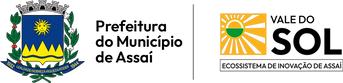 Prefeitura
do Município
de Assaí
VALE DO
SOL
ECOSSISTEMA DE INOVAÇÃO DE ASSAÍ